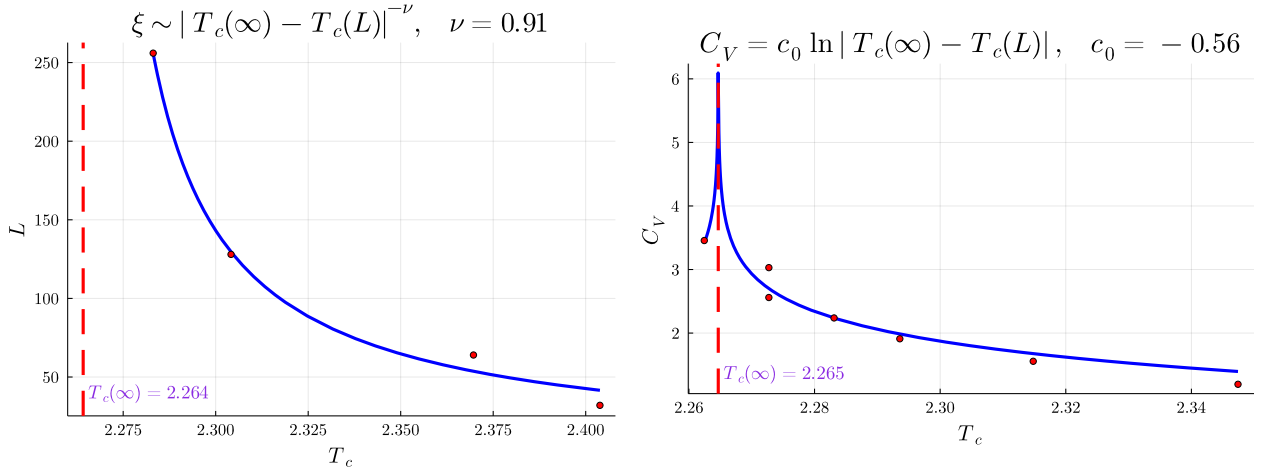 ξ ∼ | T_c(∞) − T_c(L)|^{−ν}, ν = 0.91
250
200
150
100
50
L
T_c(∞) = 2.264
2.275 2.300 2.325 2.350 2.375 2.400
T_c
C_V = c_0 ln | T_c(∞) − T_c(L)| , c_0 = − 0.56
6
5
4
3
2
C_V
T_c(∞) = 2.265
2.26 2.28 2.30 2.32 2.34
T_c